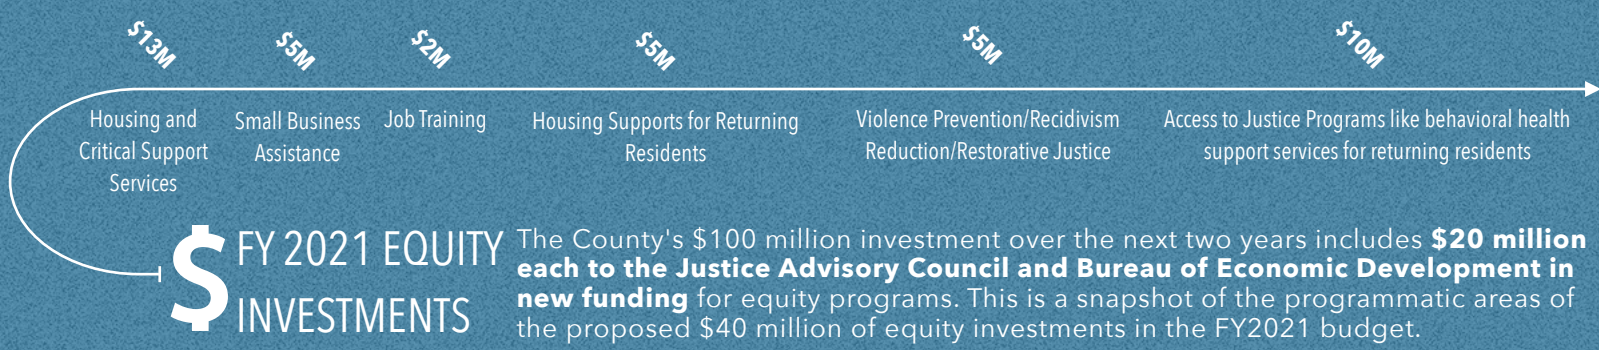 $13M
$5M
$2M
$5M
$5M
$10M
Housing and
Critical Support
Services
Small Business
Assistance
Job Training
Housing Supports for Returning
Residents
Violence Prevention/Recidivism
Reduction/Restorative Justice
Access to Justice Programs like behavioral health
support services for returning residents
$
FY 2021 EQUITY
INVESTMENTS
The County's $100 million investment over the next two years includes $20 million
each to the Justice Advisory Council and Bureau of Economic Development in
new funding for equity programs. This is a snapshot of the programmatic areas of
the proposed $40 million of equity investments in the FY2021 budget.